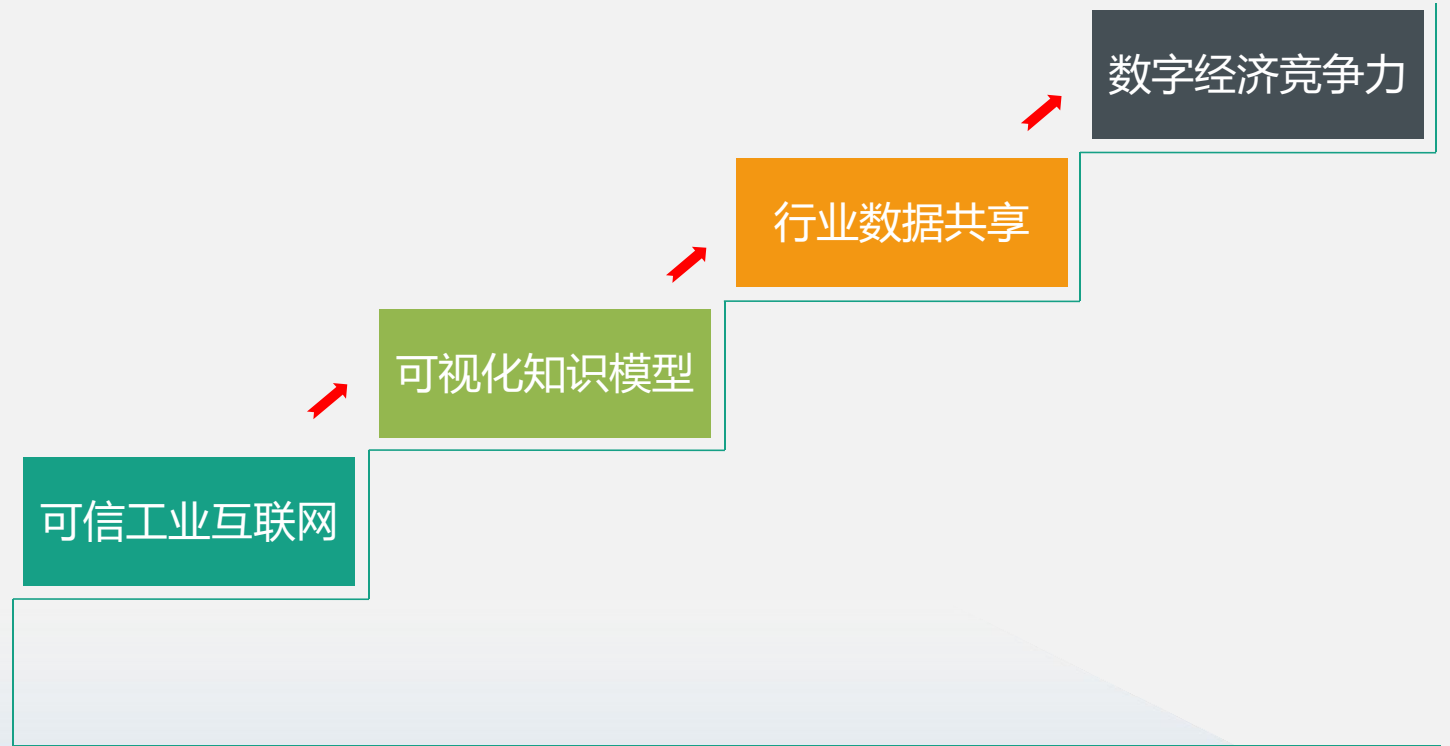 数字经济竞争力
行业数据共享
可视化知识模型
可信工业互联网